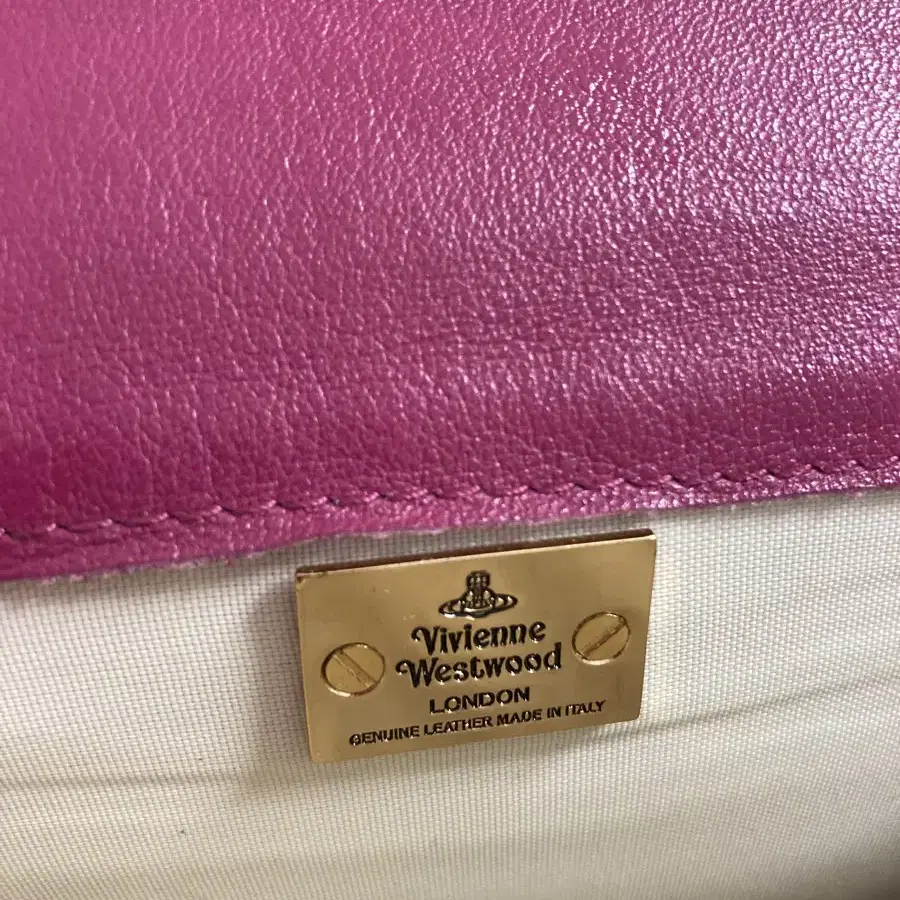 Vivienne
Westwood
LONDON
GENUINE LEATHER MADE IN ITALY